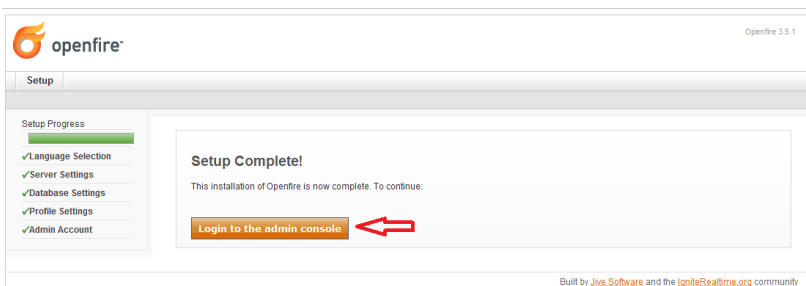 openfire™
Openfire 3.5.1
Setup
Setup Progress
✓Language Selection
✓Server Settings
✓Database Settings
✓Profile Settings
✓Admin Account
Setup Complete!
This installation of Openfire is now complete. To continue:
Login to the admin console
Built by Jive Software and the IgniteRealtime.org community